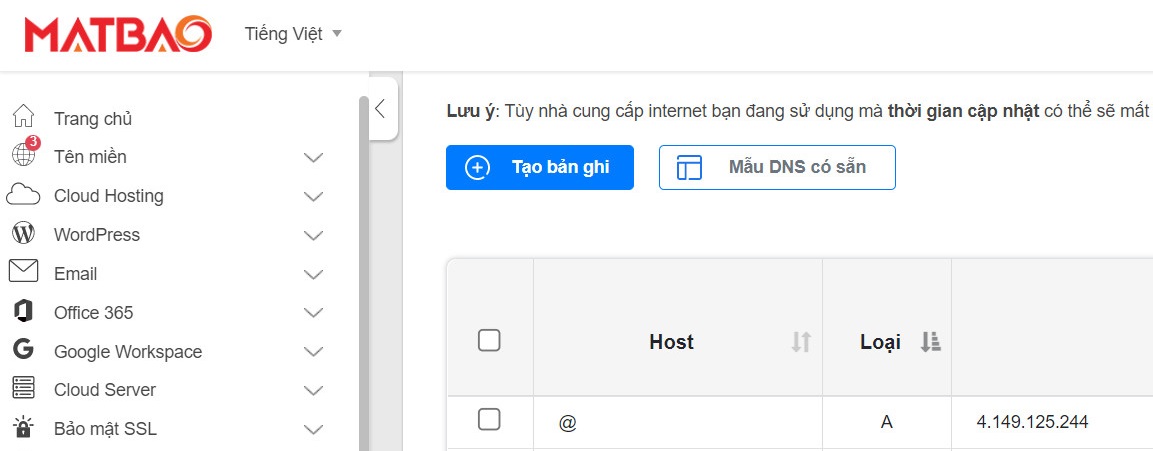 MATBAO
Tiếng Việt
Lưu ý: Tùy nhà cung cấp internet bạn đang sử dụng mà thời gian cập nhật có thể sẽ mất
Tạo bản ghi
Mẫu DNS có sẵn
Trang chủ
3
Tên miền
Cloud Hosting
WordPress
Email
Office 365
Google Workspace
Cloud Server
Bảo mật SSL
Host
Loại
@ A 4.149.125.244